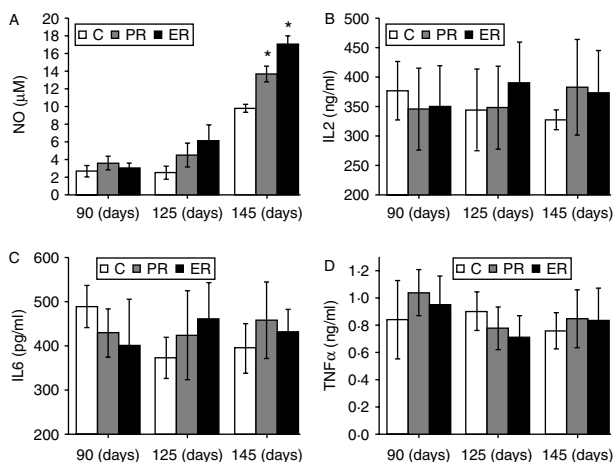 A
C PR ER
NO (μM)
18
16
14
12
10
8
6
4
2
0
* *
90 (days) 125 (days) 145 (days)
B
C PR ER
IL2 (ng/ml)
500
450
400
350
300
250
200
90 (days) 125 (days) 145 (days)
C
C PR ER
IL6 (pg/ml)
600
500
400
300
200
90 (days) 125 (days) 145 (days)
D
C PR ER
TNFα (ng/ml)
1·2
1·0
0·8
0·6
0·4
0·2
0·0
90 (days) 125 (days) 145 (days)